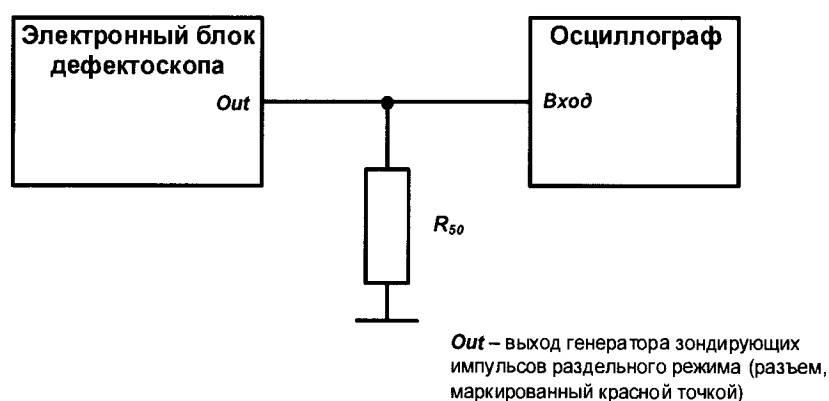 Электронный блок
дефектоскопа
Out
Осциллограф
Вход
R50
Out – выход генератора зондирующих
импульсов раздельного режима (разъем,
маркированный красной точкой)